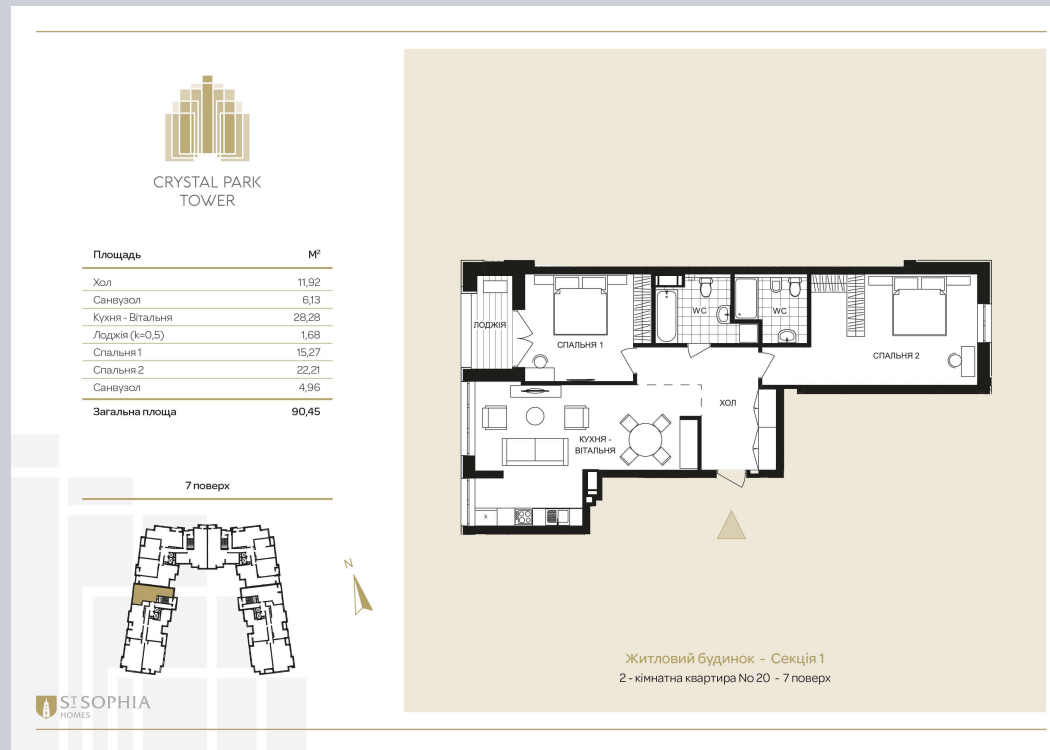 CRYSTAL PARK
TOWER
Площадь М²
Хол 11,92
Санвузол 6,13
Кухня - Вітальня 28,28
Лоджія (k=0,5) 1,68
Спальня 1 15,27
Спальня 2 22,21
Санвузол 4,96
Загальна площа 90,45
7 поверх
N
ST SOPHIA
HOMES
ЛОДЖІЯ
СПАЛЬНЯ 1
WC
WC
СПАЛЬНЯ 2
ХОЛ
КУХНЯ -
ВІТАЛЬНЯ
x
Житловий будинок - Секція 1
2 - кімнатна квартира No 20 - 7 поверх